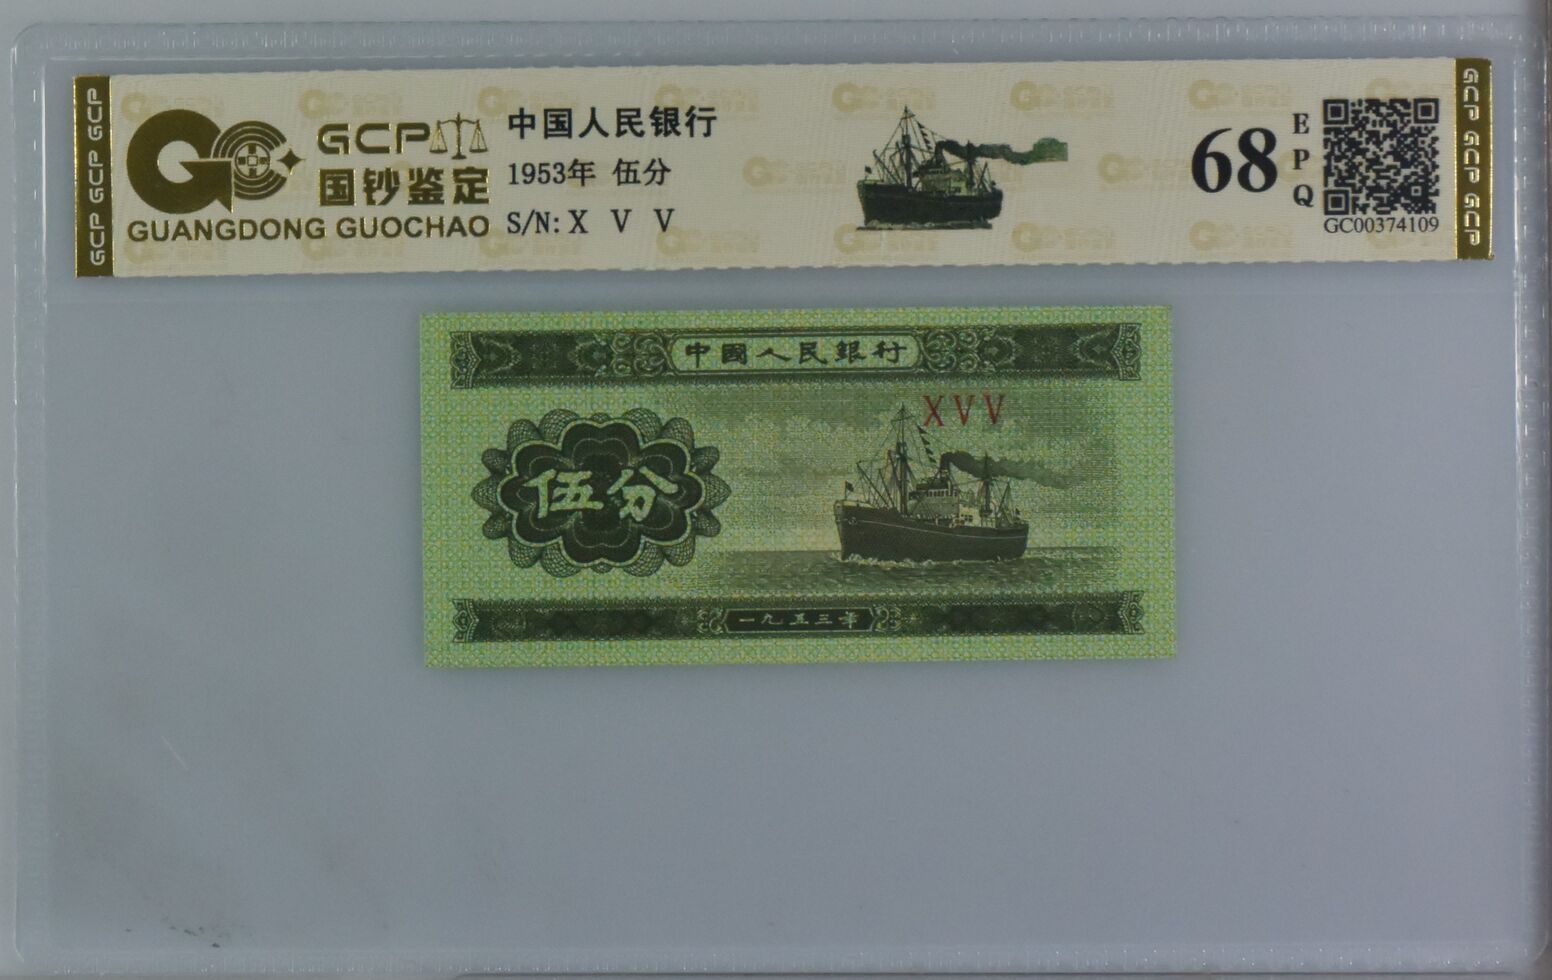 GCP GCP GCP
GCP
国钞鉴定
GUANGDONG GUOCHAO
中国人民银行
1953年 伍分
S/N: X V V
68
E
P
Q
GC00374109
GCP GCP GCP
中國人民銀行
XVV
伍分
一九五三年